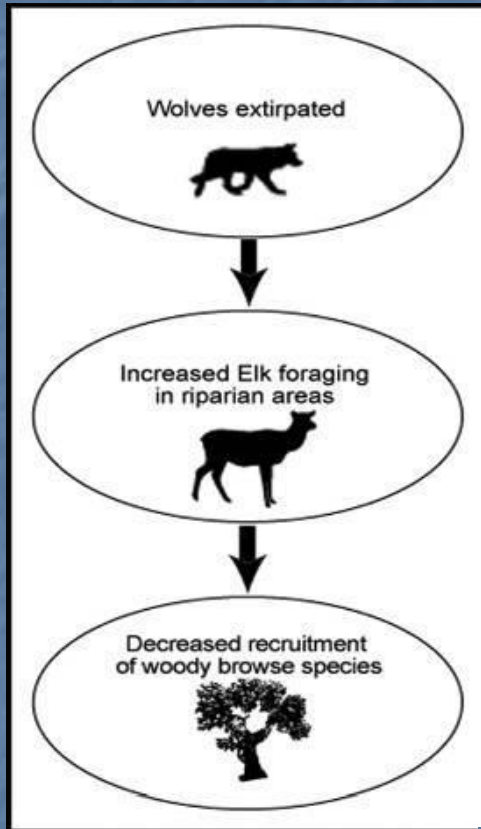 Wolves extirpated
Increased Elk foraging
in riparian areas
Decreased recruitment
of woody browse species